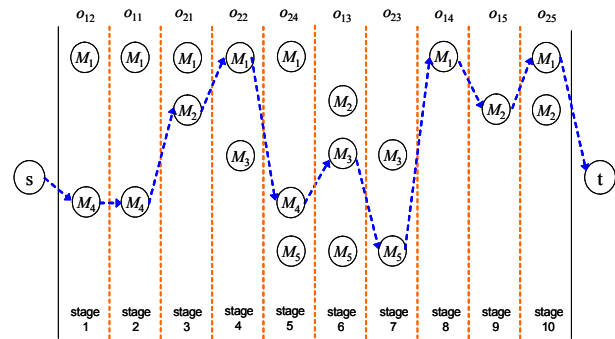 o12 o11 o21 o22 o24 o13 o23 o14 o15 o25
M1 M1 M1 M1 M1 M1 M1
M2 M2 M2 M2
M3 M3 M3
s t
M4 M4 M4
M5 M5 M5
stage stage stage stage stage stage stage stage stage stage
1 2 3 4 5 6 7 8 9 10